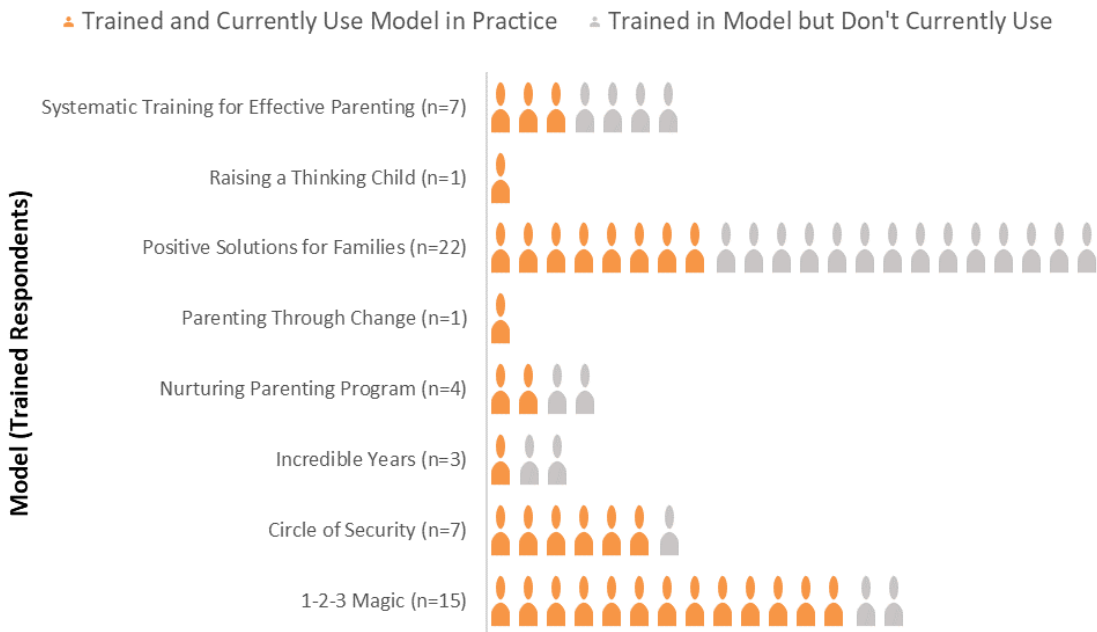 Trained and Currently Use Model in Practice Trained in Model but Don't Currently Use
Model (Trained Respondents)
Systematic Training for Effective Parenting (n=7)
Raising a Thinking Child (n=1)
Positive Solutions for Families (n=22)
Parenting Through Change (n=1)
Nurturing Parenting Program (n=4)
Incredible Years (n=3)
Circle of Security (n=7)
1-2-3 Magic (n=15)